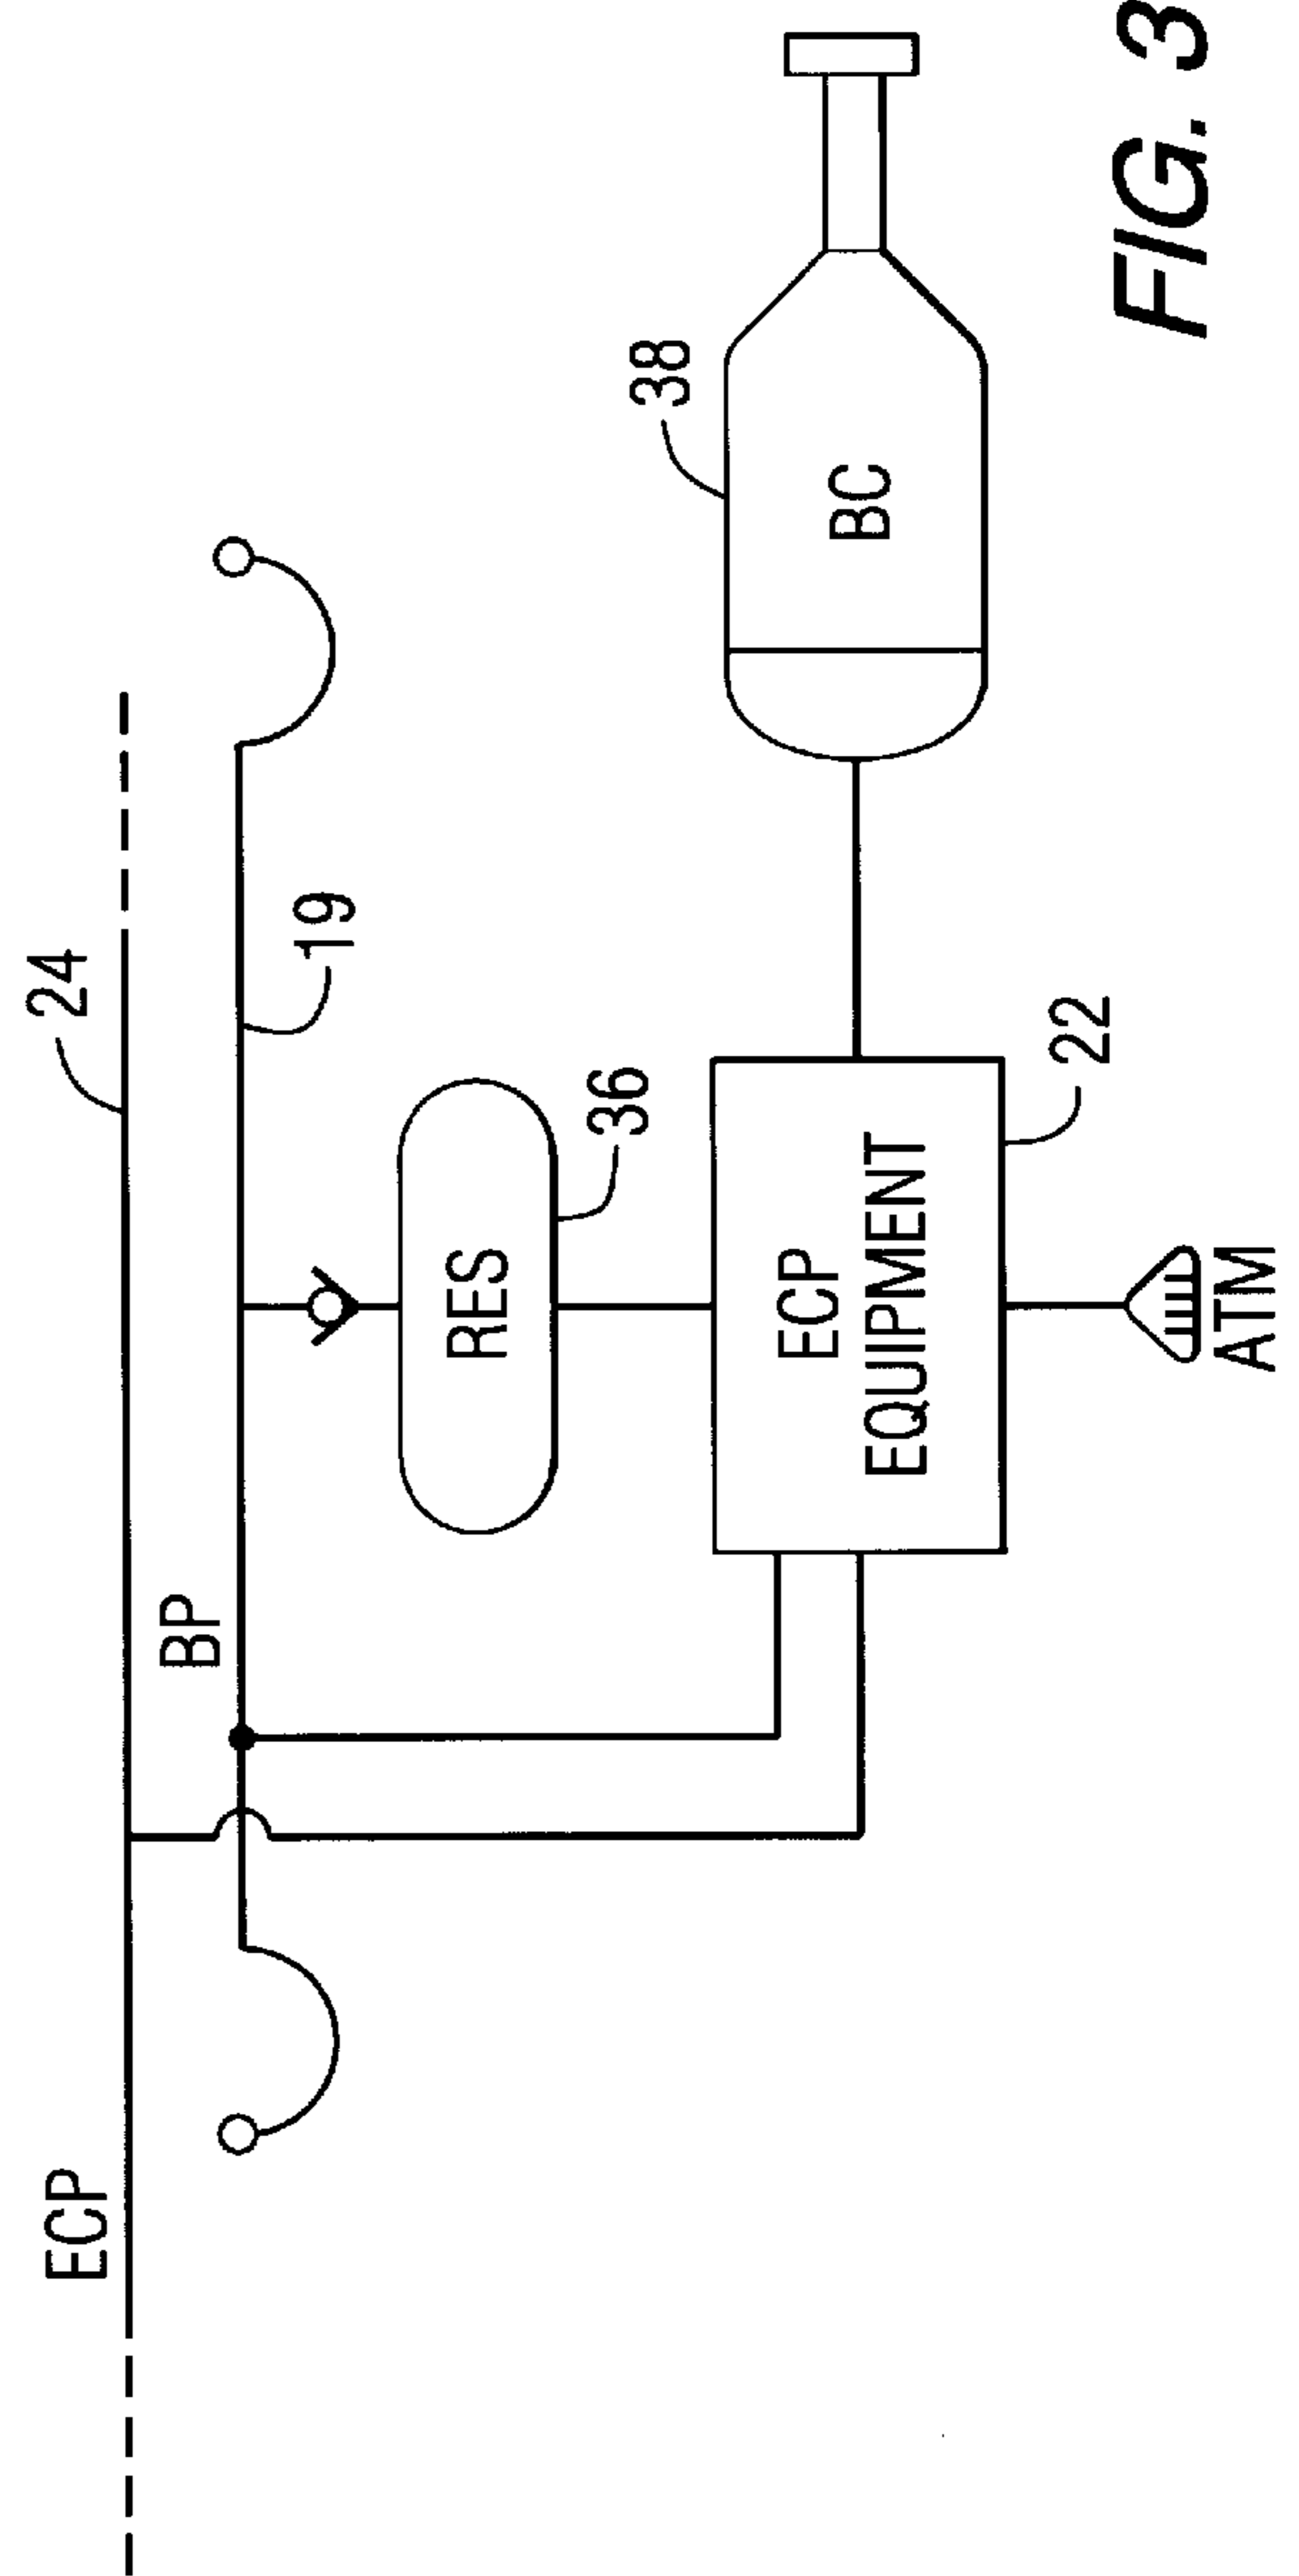 ECP
24
BP
19
RES
36
ECP
EQUIPMENT
22
BC
38
ATM
FIG. 3